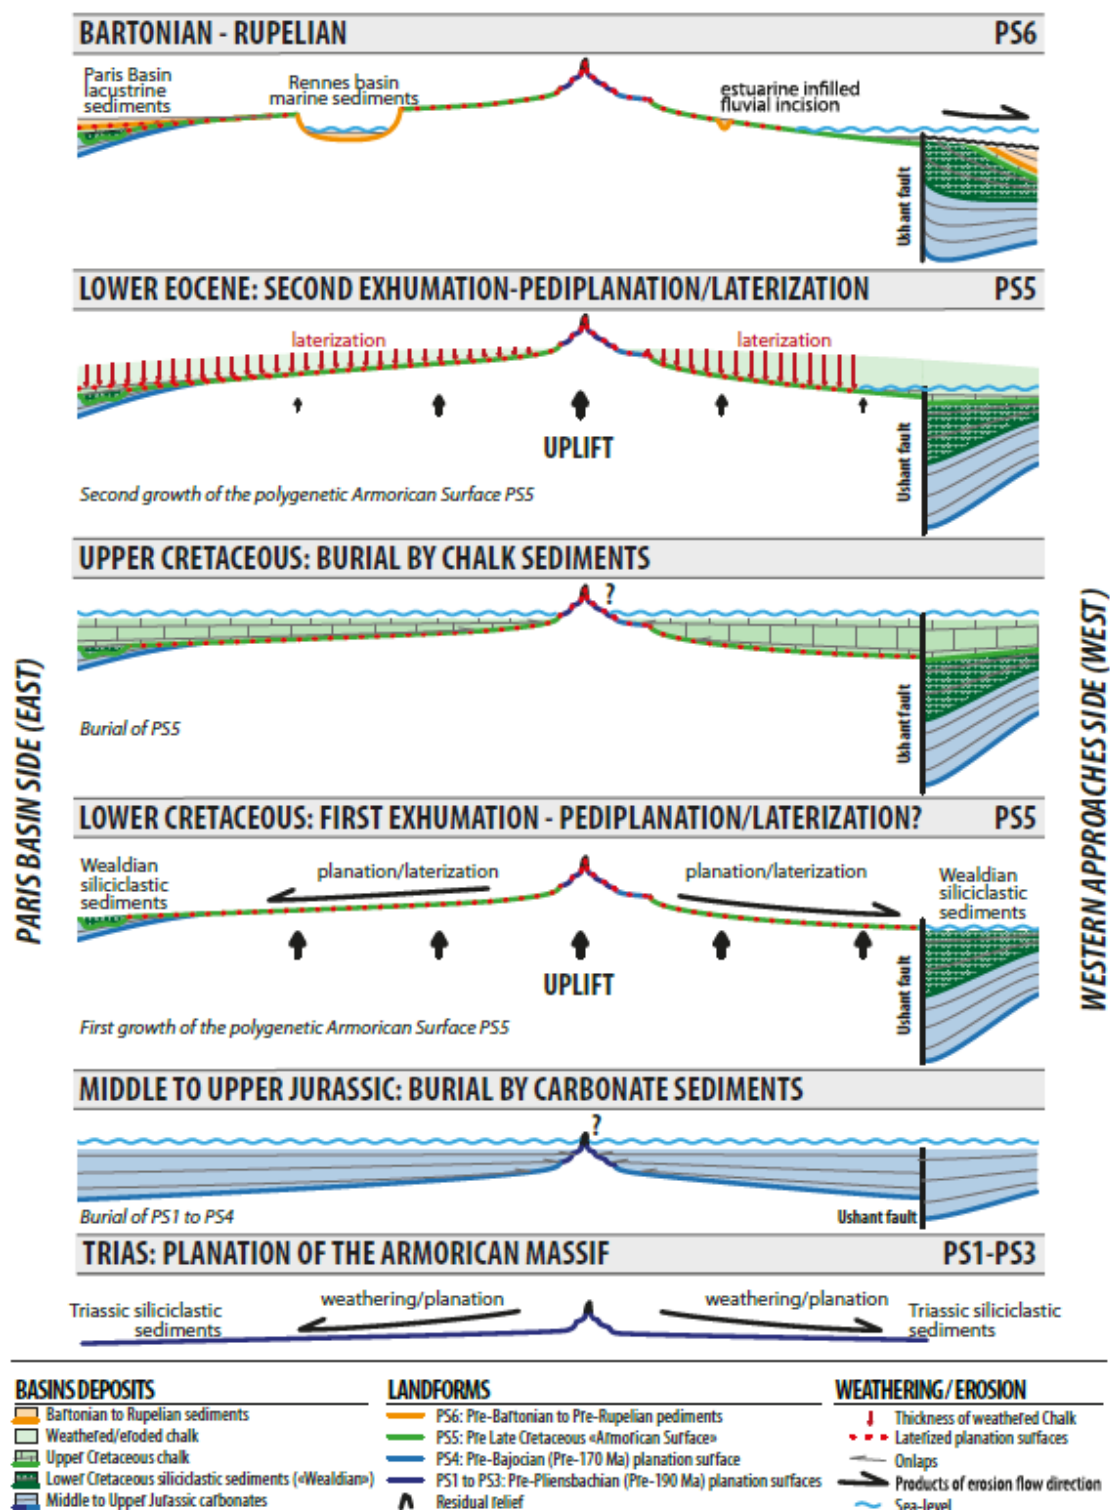 BARTONIAN - RUPELIAN PS6
Paris Basin
lacustrine
sediments
Rennes basin
marine sediments
estuarine infilled
fluvial incision
Ushant fault
LOWER EOCENE: SECOND EXHUMATION-PEDIPLANATION/LATERIZATION PS5
laterization
laterization
UPLIFT
Ushant fault
Second growth of the polygenetic Armorican Surface PS5
UPPER CRETACEOUS: BURIAL BY CHALK SEDIMENTS
?
Ushant fault
Burial of PS5
PARIS BASIN SIDE (EAST)
WESTERN APPROACHES SIDE (WEST)
LOWER CRETACEOUS: FIRST EXHUMATION - PEDIPLANATION/LATERIZATION? PS5
Wealdian
siliciclastic
sediments
planation/laterization
planation/laterization
Wealdian
siliciclastic
sediments
UPLIFT
Ushant fault
First growth of the polygenetic Armorican Surface PS5
MIDDLE TO UPPER JURASSIC: BURIAL BY CARBONATE SEDIMENTS
?
Burial of PS1 to PS4
Ushant fault
TRIAS: PLANATION OF THE ARMORICAN MASSIF PS1-PS3
Triassic siliciclastic
sediments
weathering/planation
weathering/planation
Triassic siliciclastic
sediments
BASINS DEPOSITS
Bartonian to Rupelian sediments
Weathered/eroded chalk
Upper Cretaceous chalk
Lower Cretaceous siliciclastic sediments («Wealdian»)
Middle to Upper Jurassic carbonates
LANDFORMS
PS6: Pre-Bartonian to Pre-Rupelian pediments
PS5: Pre Late Cretaceous «Armorican Surface»
PS4: Pre-Bajocian (Pre-170 Ma) planation surface
PS1 to PS3: Pre-Pliensbachian (Pre-190 Ma) planation surfaces
Residual relief
WEATHERING / EROSION
Thickness of weathered Chalk
Laterized planation surfaces
Onlaps
Products of erosion flow direction
Sea-level